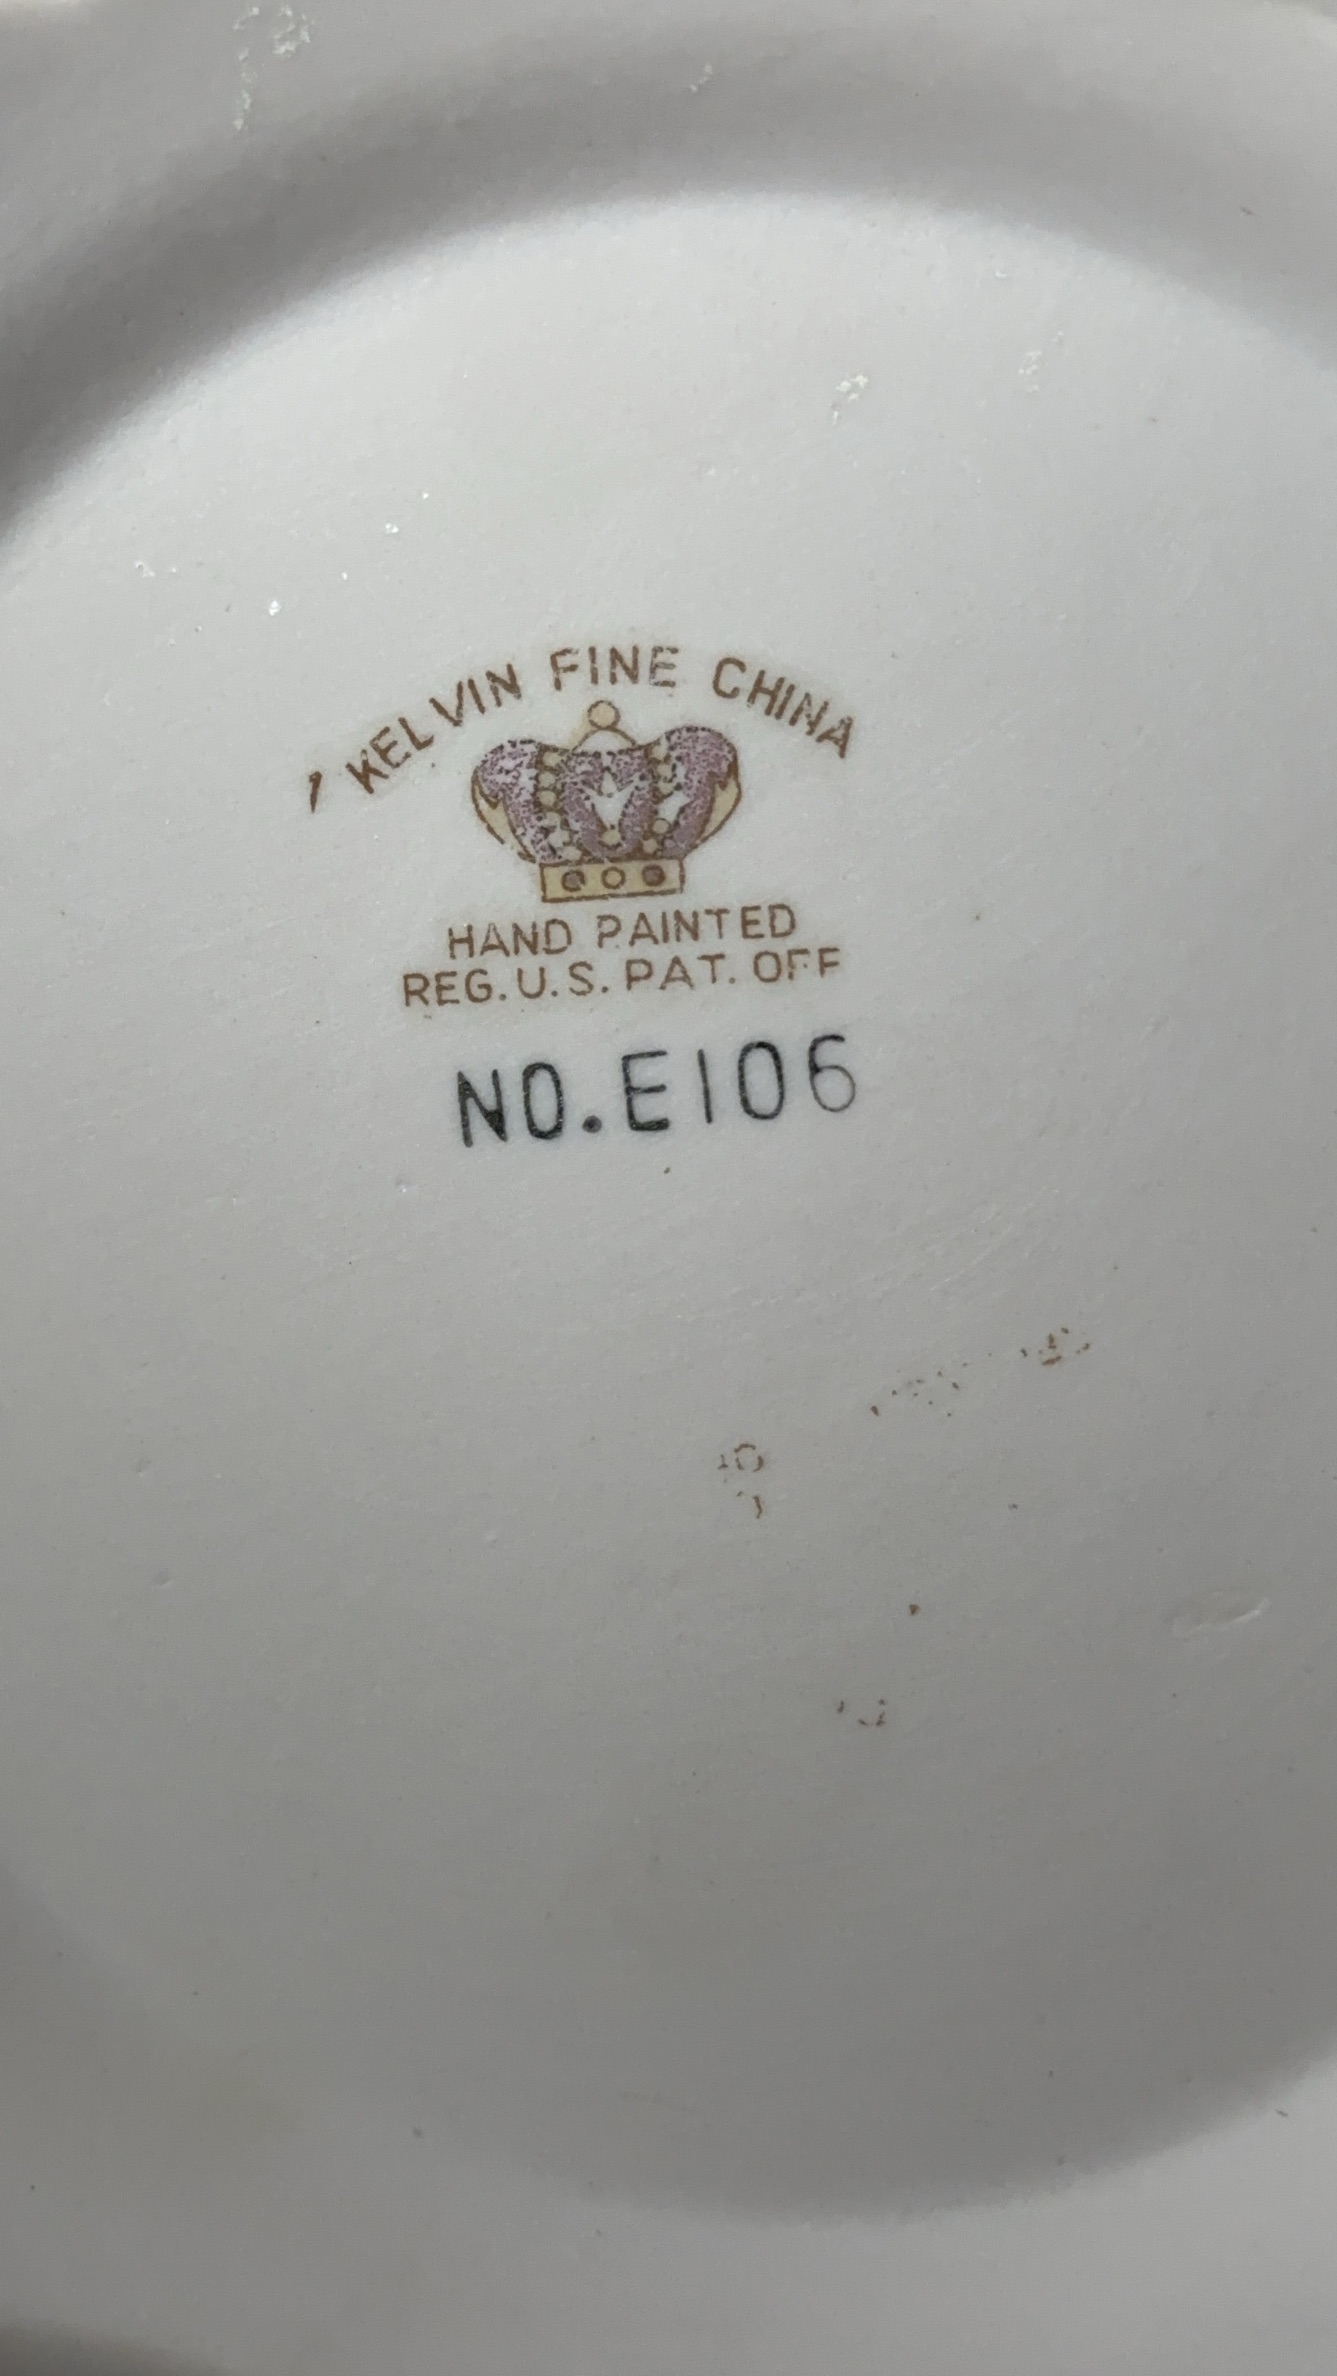 KELVIN FINE CHINA
HAND PAINTED
REG. U.S. PAT. OFF
NO. E106